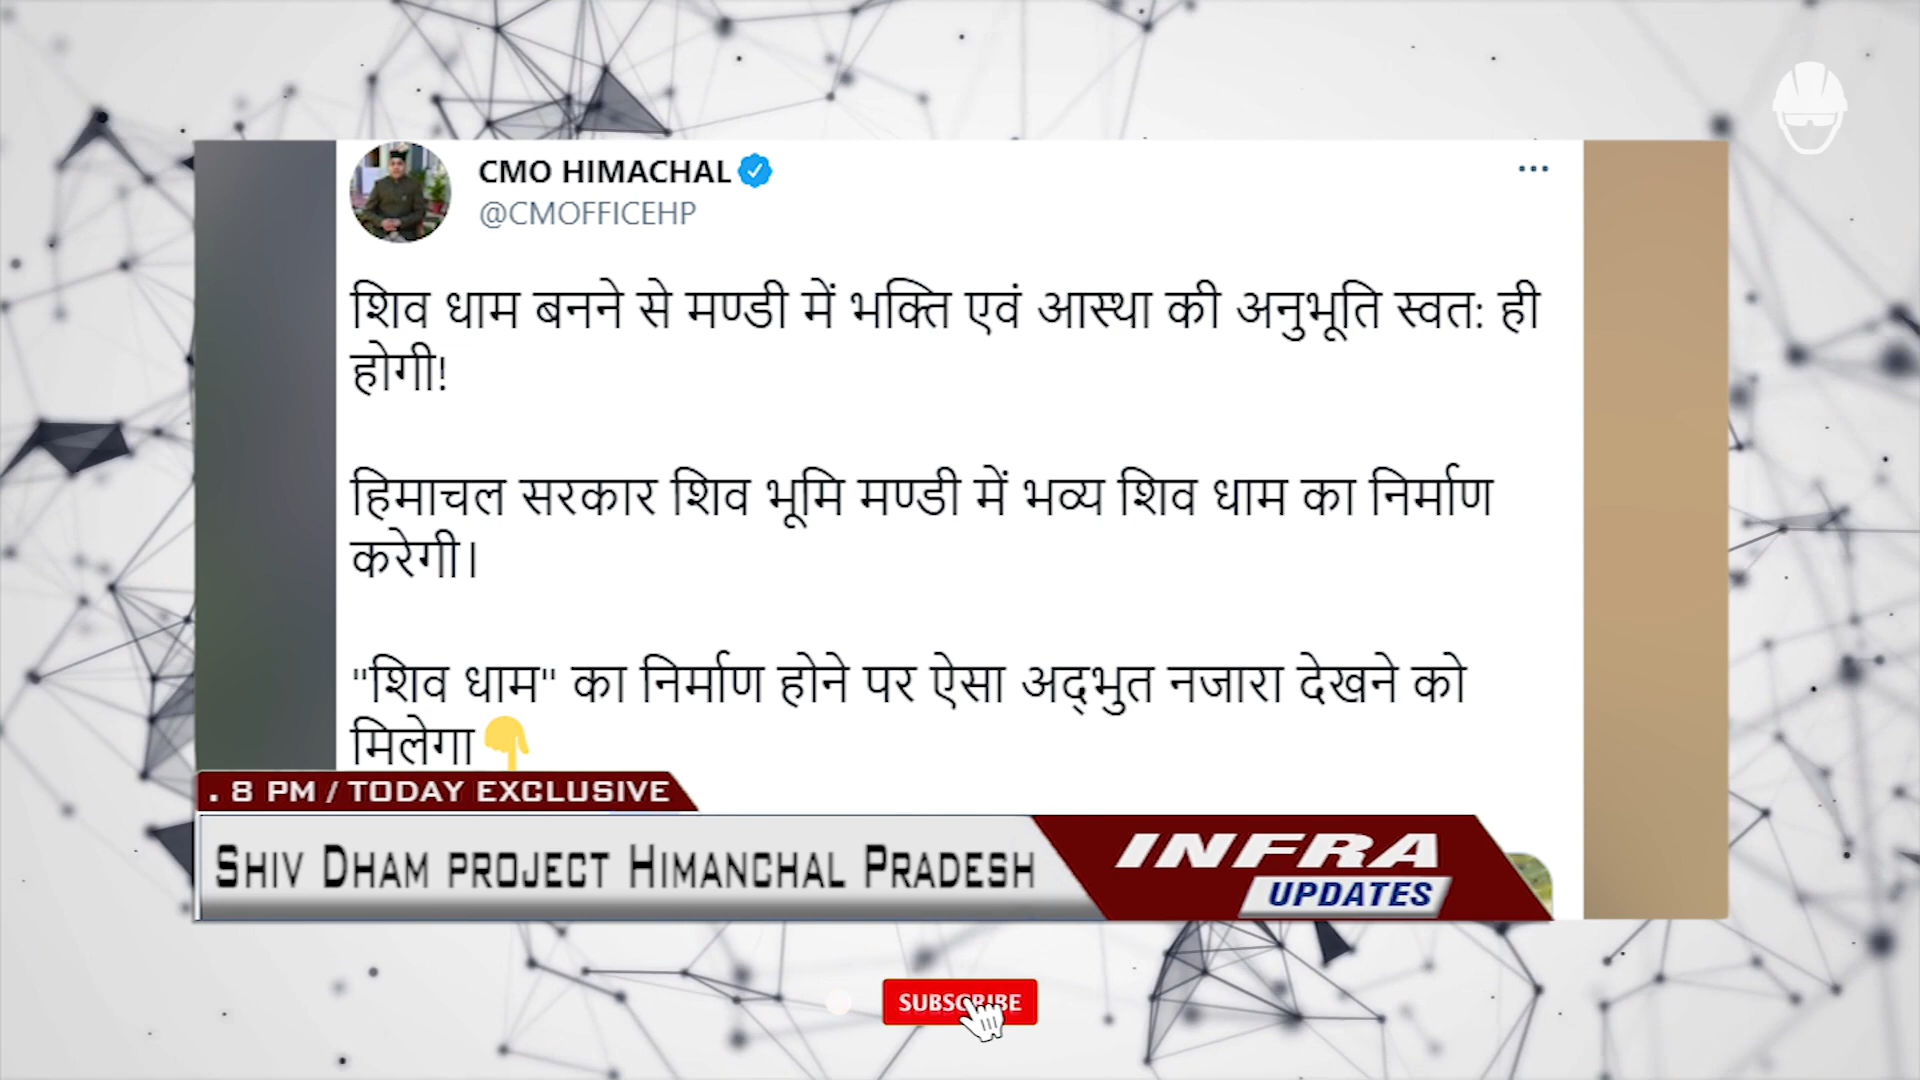 CMO HIMACHAL
@CMOFFICEHP
शिव धाम बनने से मण्डी में भक्ति एवं आस्था की अनुभूति स्वत: ही
होगी!
हिमाचल सरकार शिव भूमि मण्डी में भव्य शिव धाम का निर्माण
करेगी।
"शिव धाम" का निर्माण होने पर ऐसा अद्भुत नजारा देखने को
मिलेगा👇
. 8 PM / TODAY EXCLUSIVE
SHIV DHAM PROJECT HIMANCHAL PRADESH
INFRA
UPDATES
SUBSCRIBE